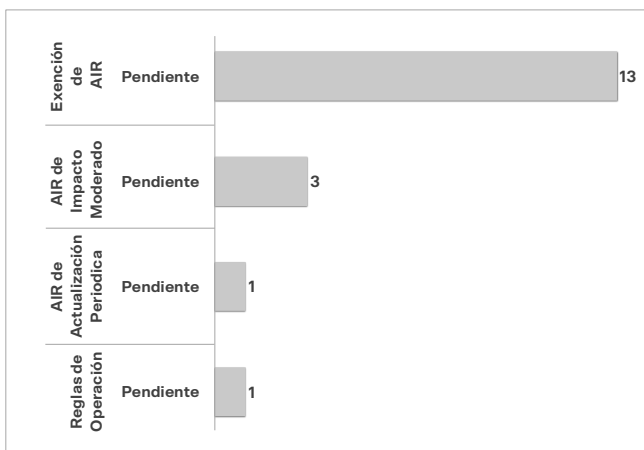 Exención
de
AIR
Pendiente
13
AIR de
Impacto
Moderado
Pendiente
3
AIR de
Actualización
Periodica
Pendiente
1
Reglas de
Operación
Pendiente
1